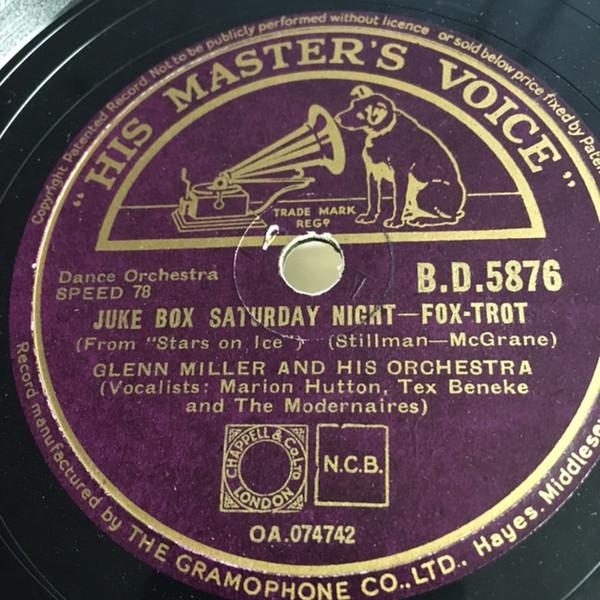 Copyright Patented Record. Not to be publicly performed without licence or sold below price fixed by Paten
"HIS MASTER'S VOICE"
TRADE MARK
REGD
Dance Orchestra
SPEED 78
B.D.5876
JUKE BOX SATURDAY NIGHT—FOX-TROT
(From "Stars on Ice") (Stillman—McGrane)
GLENN MILLER AND HIS ORCHESTRA
(Vocalists: Marion Hutton, Tex Beneke
and The Modernaires)
CHAPPELL & Co LTD
LONDON
N.C.B.
OA.074742
Record manufactured by THE GRAMOPHONE CO., LTD., Hayes, Middlesex